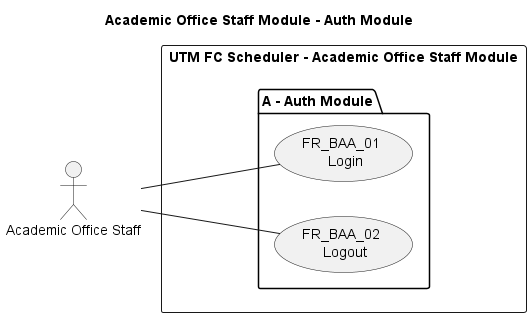 Academic Office Staff Module - Auth Module
UTM FC Scheduler - Academic Office Staff Module
A - Auth Module
FR_BAA_01
Login
Academic Office Staff
FR_BAA_02
Logout